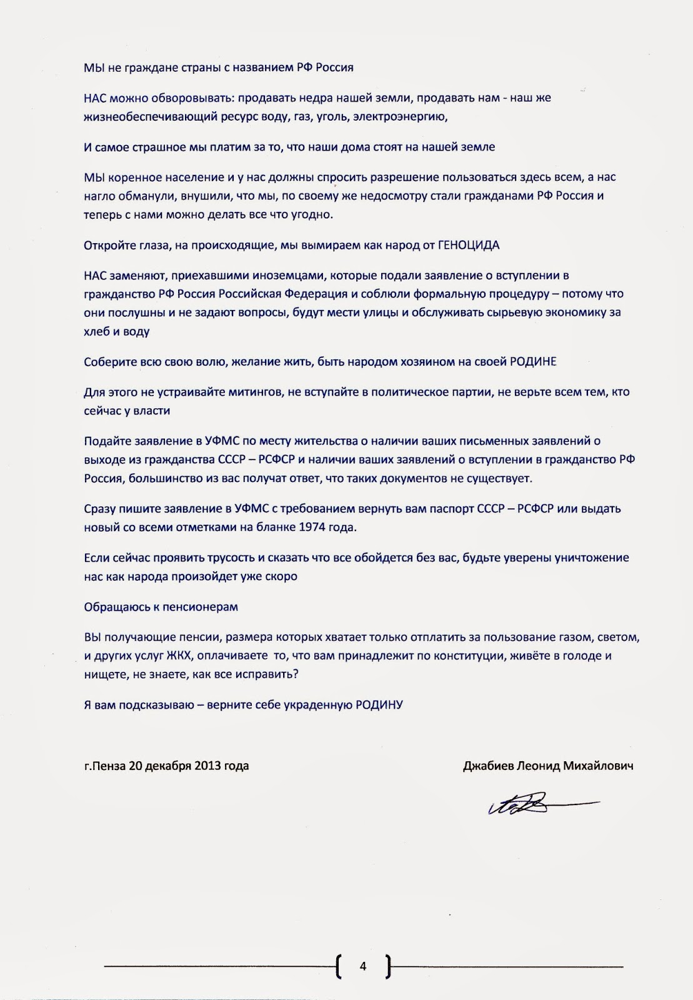 МЫ не граждане страны с названием РФ Россия
НАС можно обворовывать: продавать недра нашей земли, продавать нам - наш же
жизнеобеспечивающий ресурс воду, газ, уголь, электроэнергию,
И самое страшное мы платим за то, что наши дома стоят на нашей земле
МЫ коренное население и у нас должны спросить разрешение пользоваться здесь всем, а нас
нагло обманули, внушили, что мы, по своему же недосмотру стали гражданами РФ Россия и
теперь с нами можно делать все что угодно.
Откройте глаза, на происходящие, мы вымираем как народ от ГЕНОЦИДА
НАС заменяют, приехавшими иноземцами, которые подали заявление о вступлении в
гражданство РФ Россия Российская Федерация и соблюли формальную процедуру – потому что
они послушны и не задают вопросы, будут мести улицы и обслуживать сырьевую экономику за
хлеб и воду
Соберите всю свою волю, желание жить, быть народом хозяином на своей РОДИНЕ
Для этого не устраивайте митингов, не вступайте в политическое партии, не верьте всем тем, кто
сейчас у власти
Подайте заявление в УФМС по месту жительства о наличии ваших письменных заявлений о
выходе из гражданства СССР – РСФСР и наличии ваших заявлений о вступлении в гражданство РФ
Россия, большинство из вас получат ответ, что таких документов не существует.
Сразу пишите заявление в УФМС с требованием вернуть вам паспорт СССР – РСФСР или выдать
новый со всеми отметками на бланке 1974 года.
Если сейчас проявить трусость и сказать что все обойдется без вас, будьте уверены уничтожение
нас как народа произойдет уже скоро
Обращаюсь к пенсионерам
ВЫ получающие пенсии, размера которых хватает только отплатить за пользование газом, светом,
и других услуг ЖКХ, оплачиваете то, что вам принадлежит по конституции, живёте в голоде и
нищете, не знаете, как все исправить?
Я вам подсказываю – верните себе украденную РОДИНУ
г.Пенза 20 декабря 2013 года Джабиев Леонид Михайлович
4